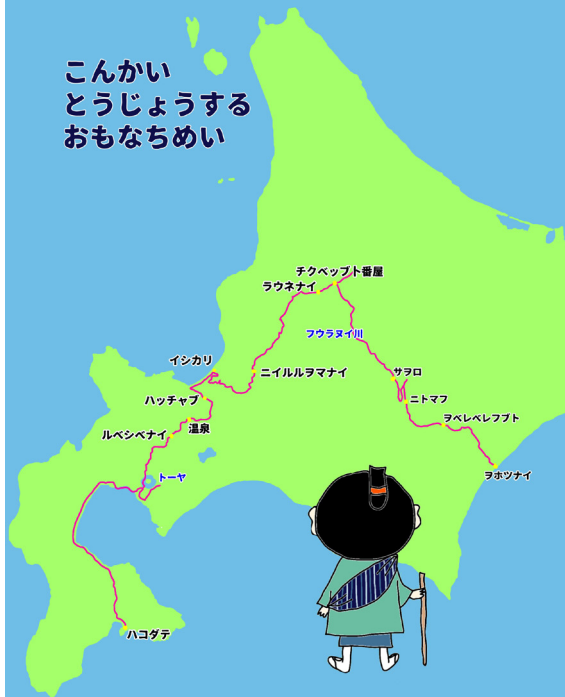 こんかい
とうじょうする
おもなちめい
チクベップト番屋
ラウネナイ
フウラヌイ川
イシカリ
サヲロ
ニイルルヲマナイ
ハッチャブ
ニトマフ
ヲベレベレフブト
温泉
ルベシベナイ
トーヤ
ヲホツナイ
ハコダテ